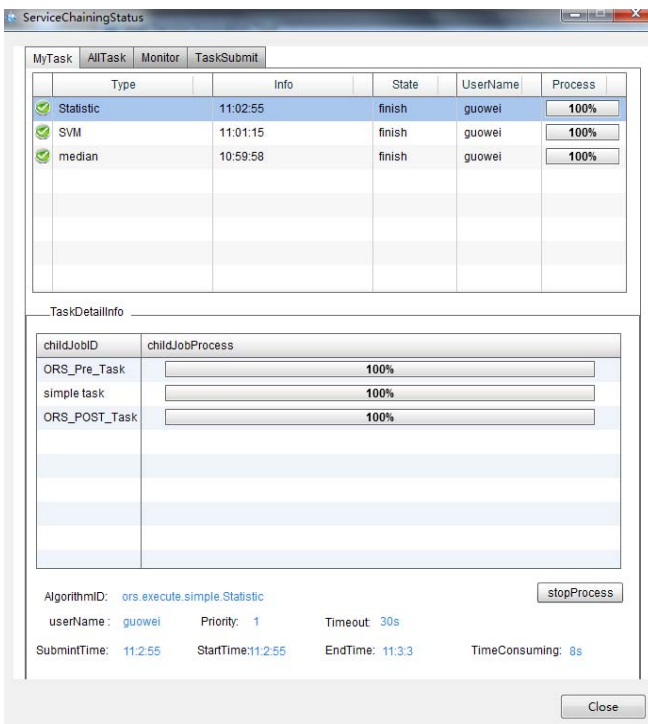 ServiceChainingStatus
MyTask AllTask Monitor TaskSubmit
Type Info State UserName Process
Statistic 11:02:55 finish guowei 100%
SVM 11:01:15 finish guowei 100%
median 10:59:58 finish guowei 100%
TaskDetailInfo
childJobID childJobProcess
ORS_Pre_Task 100%
simple task 100%
ORS_POST_Task 100%
AlgorithmID: ors.execute.simple.Statistic stopProcess
userName : guowei Priority: 1 Timeout: 30s
SubmintTime: 11:2:55 StartTime:11:2:55 EndTime: 11:3:3 TimeConsuming: 8s
Close